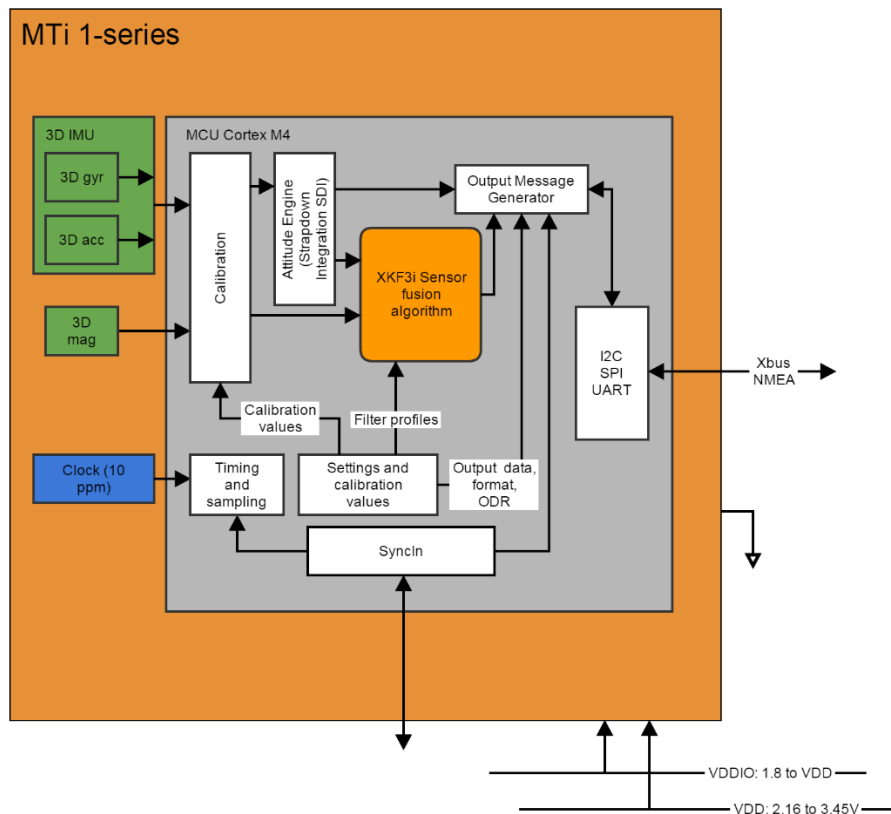 MTi 1-series
3D IMU
3D gyr
3D acc
3D
mag
Clock (10
ppm)
MCU Cortex M4
Calibration
Attitude Engine
(Strapdown
Integration SDI)
Output Message
Generator
XKF3i Sensor
fusion
algorithm
I2C
SPI
UART
Xbus
NMEA
Calibration
values
Filter profiles
Timing
and
sampling
Settings and
calibration
values
Output data,
format,
ODR
SyncIn
VDDIO: 1.8 to VDD
VDD: 2.16 to 3.45V